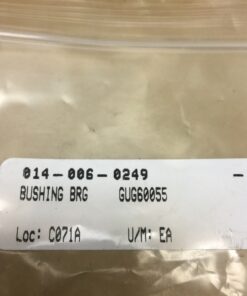 014-006-0249 -
BUSHING BRG GUG60055
Loc: C071A U/M: EA